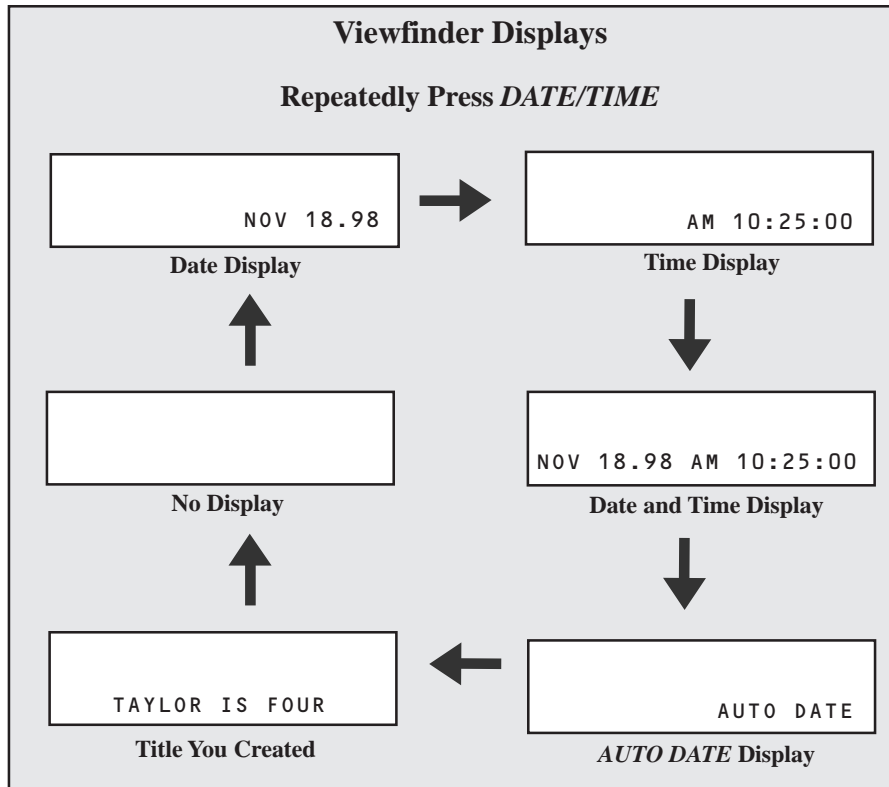 Viewfinder Displays
Repeatedly Press DATE/TIME
NOV 18.98
Date Display
AM 10:25:00
Time Display
NOV 18.98 AM 10:25:00
Date and Time Display
AUTO DATE
AUTO DATE Display
TAYLOR IS FOUR
Title You Created
No Display